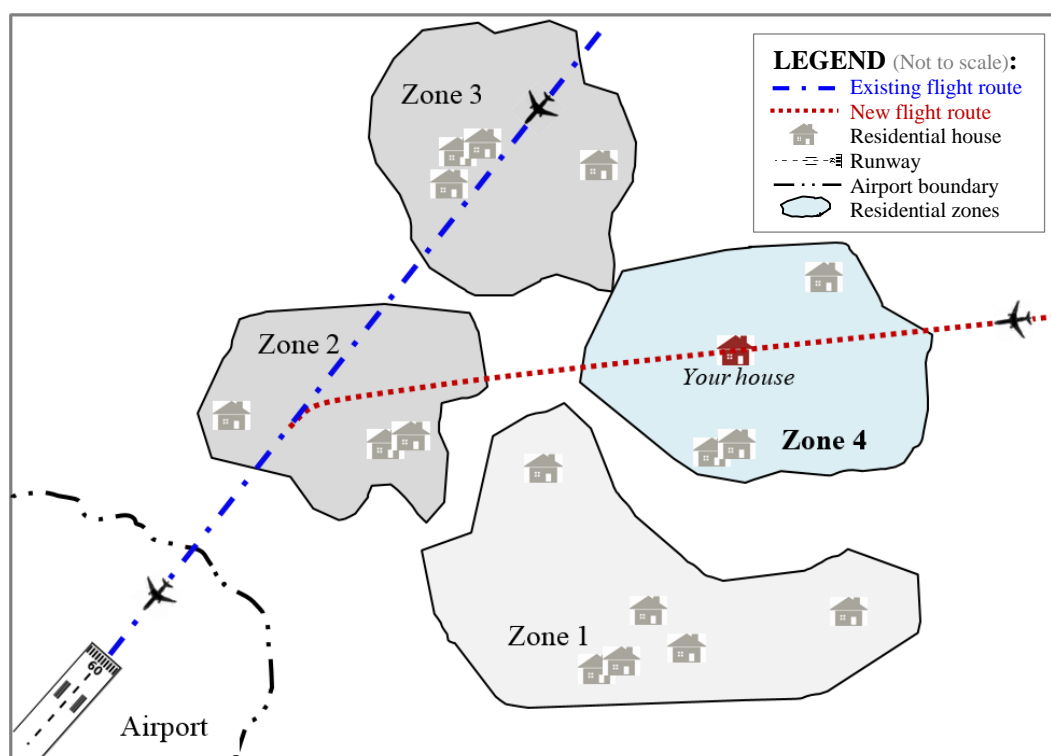 LEGEND (Not to scale):
Existing flight route
New flight route
Residential house
Runway
Airport boundary
Residential zones
Zone 3
Zone 2
Your house
Zone 4
Zone 1
60
Airport